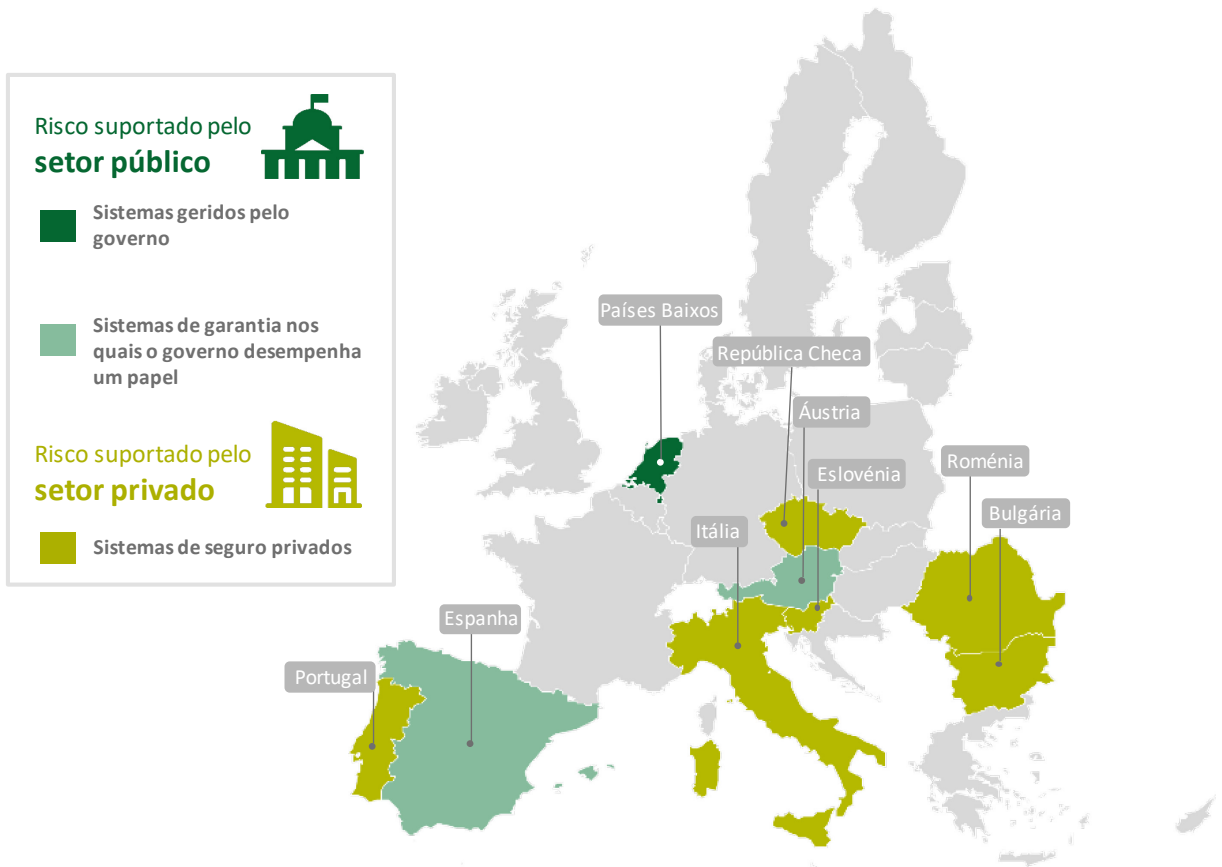 Risco suportado pelo
setor público
Sistemas geridos pelo
governo
Sistemas de garantia nos
quais o governo desempenha
um papel
Risco suportado pelo
setor privado
Sistemas de seguro privados
Países Baixos
República Checa
Áustria
Eslovénia
Roménia
Bulgária
Itália
Espanha
Portugal